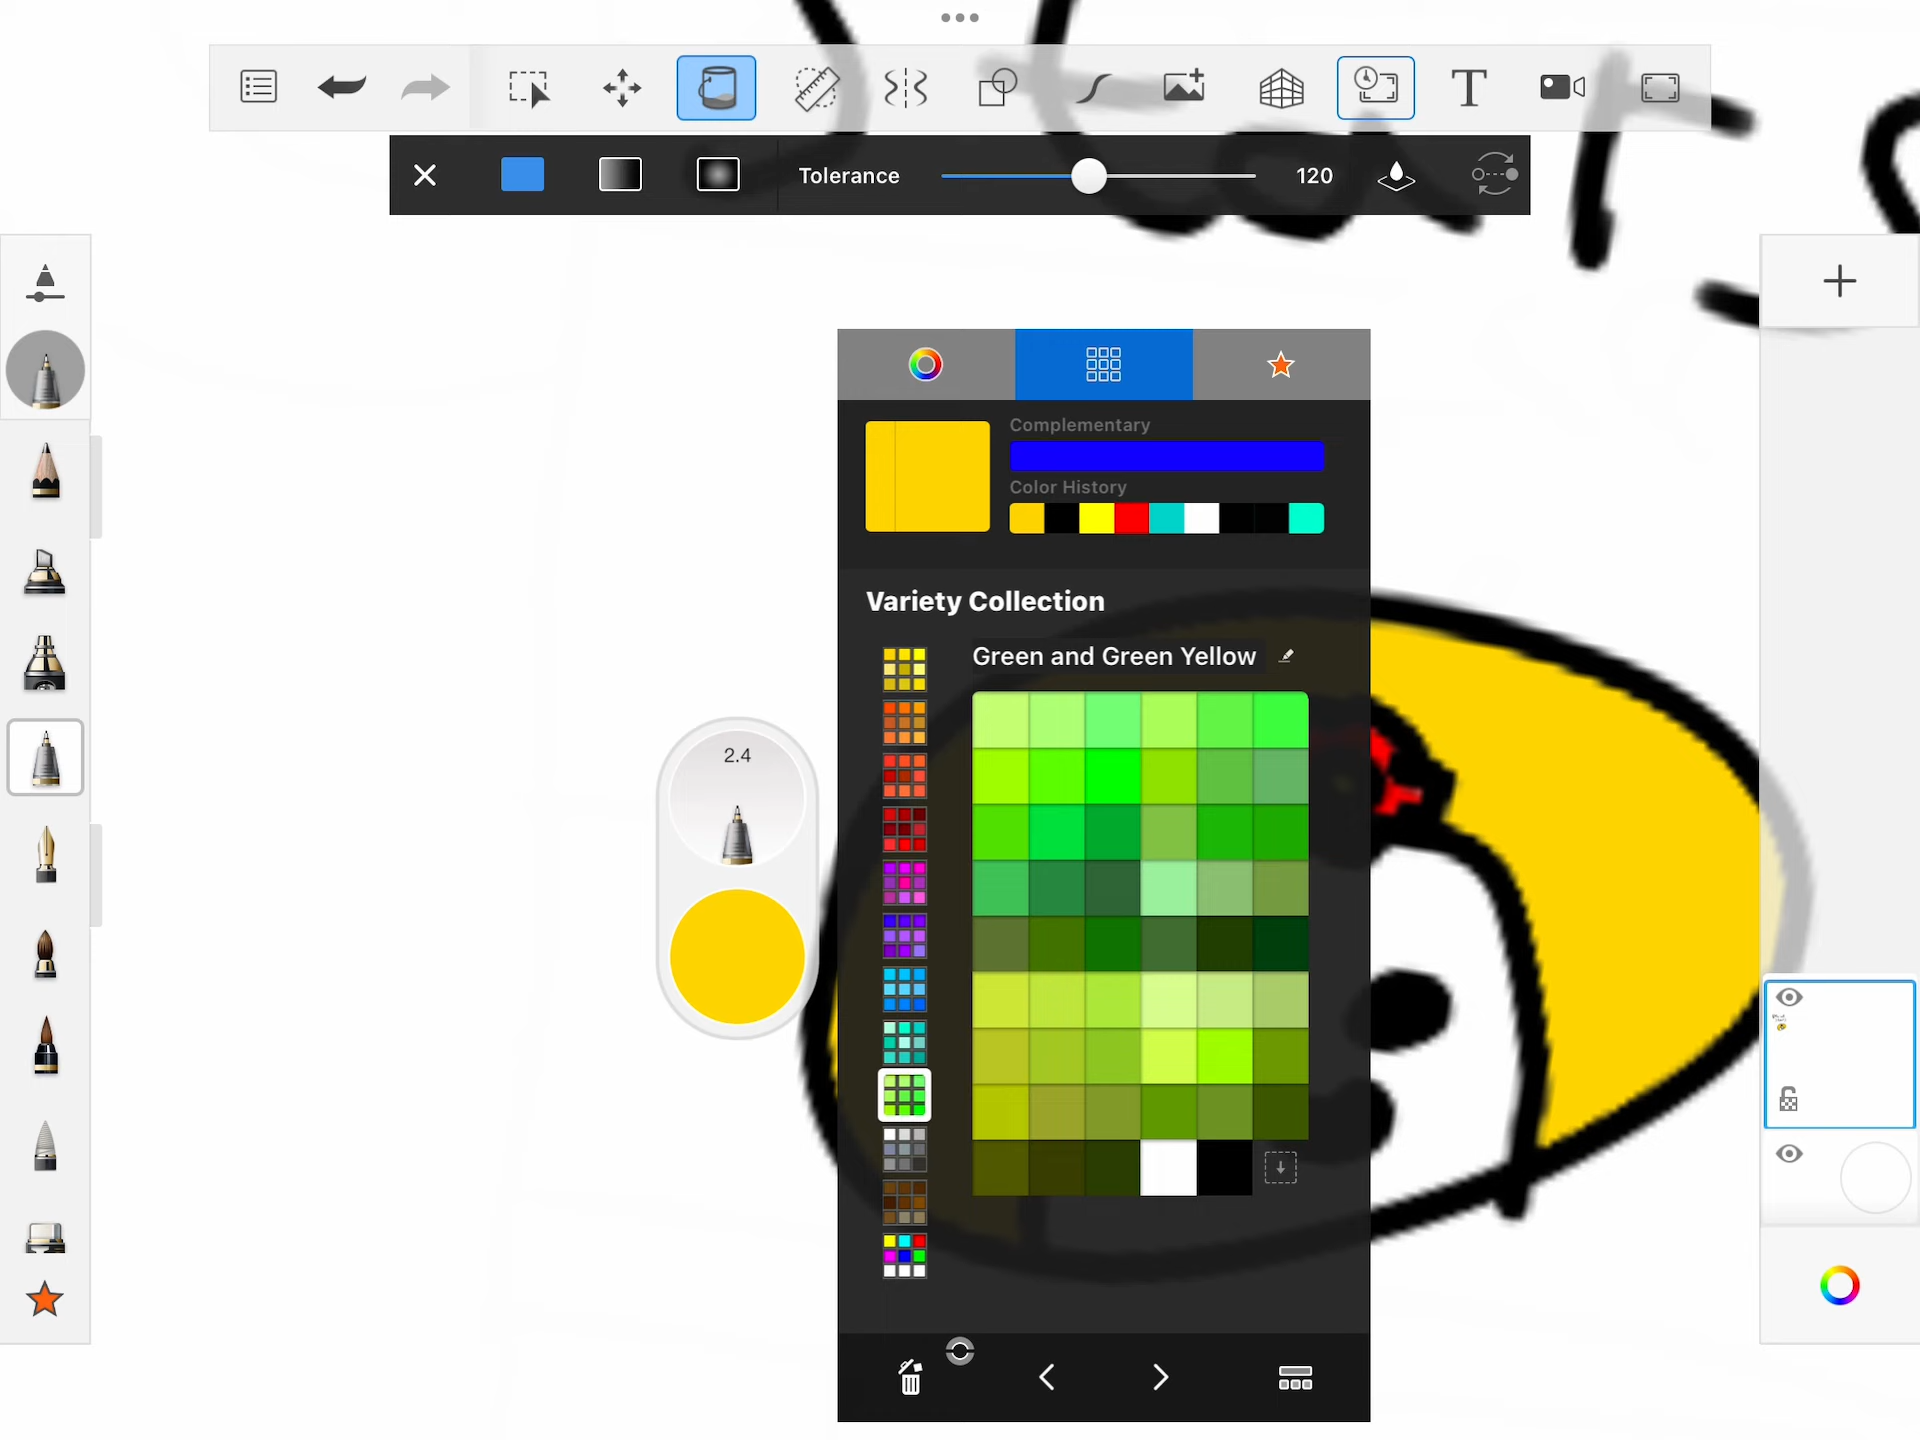 Tolerance 120
Complementary
Color History
Variety Collection
Green and Green Yellow
2.4